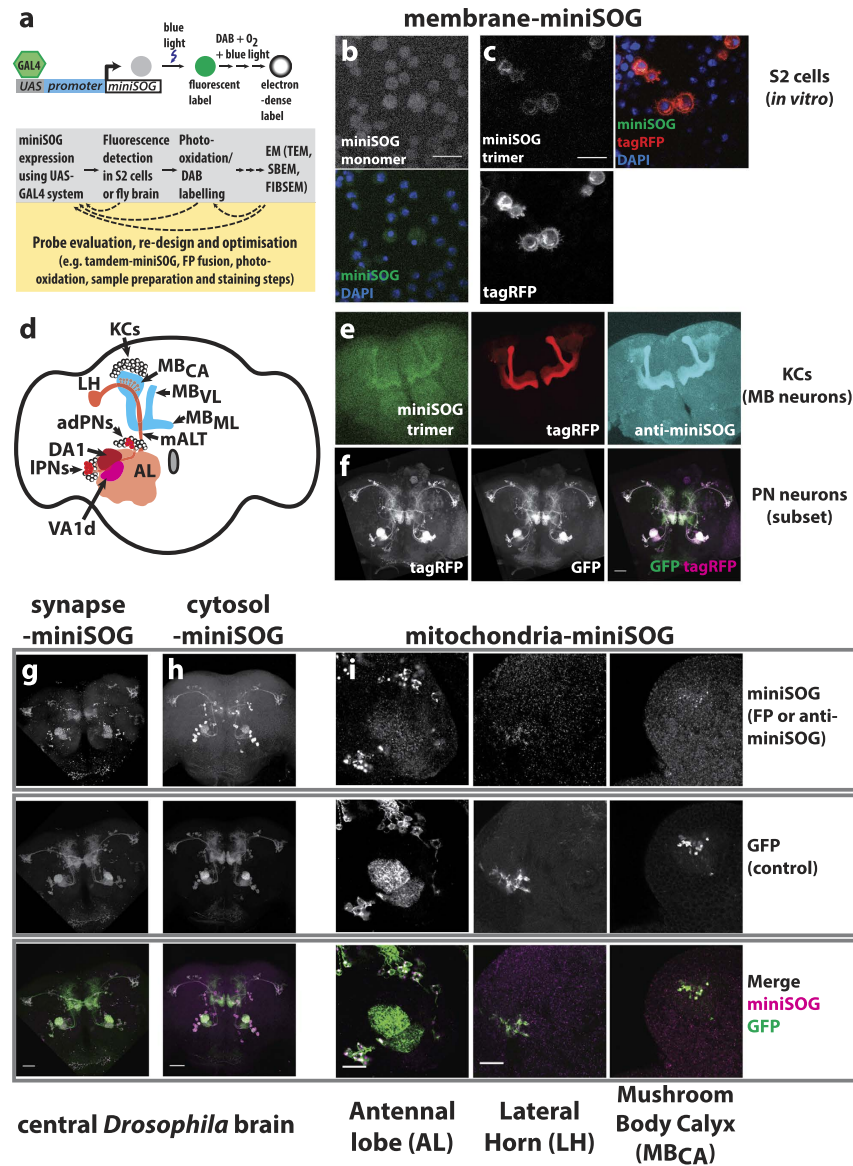 membrane-miniSOG
a
GAL4
UAS promoter miniSOG
blue
light
DAB + O2
+ blue light
fluorescent
label
electron
-dense
label
miniSOG
expression
using UAS-
GAL4 system
Fluorescence
detection
in S2 cells
or fly brain
Photo-
oxidation/
DAB
labelling
EM (TEM,
SBEM,
FIBSEM)
Probe evaluation, re-design and optimisation
(e.g. tamdem-miniSOG, FP fusion, photo-
oxidation, sample preparation and staining steps)
b
miniSOG
monomer
miniSOG
DAPI
c
miniSOG
trimer
miniSOG
tagRFP
DAPI
tagRFP
S2 cells
(in vitro)
d
KCs
MBCA
LH
MBVL
MBML
adPNs
mALT
DA1
lPNs
AL
VA1d
e
miniSOG
trimer
tagRFP
anti-miniSOG
KCs
(MB neurons)
f
tagRFP
GFP
GFP tagRFP
PN neurons
(subset)
synapse
-miniSOG
cytosol
-miniSOG
mitochondria-miniSOG
g
h
i
miniSOG
(FP or anti-
miniSOG)
GFP
(control)
Merge
miniSOG
GFP
central Drosophila brain
Antennal
lobe (AL)
Lateral
Horn (LH)
Mushroom
Body Calyx
(MBCA)